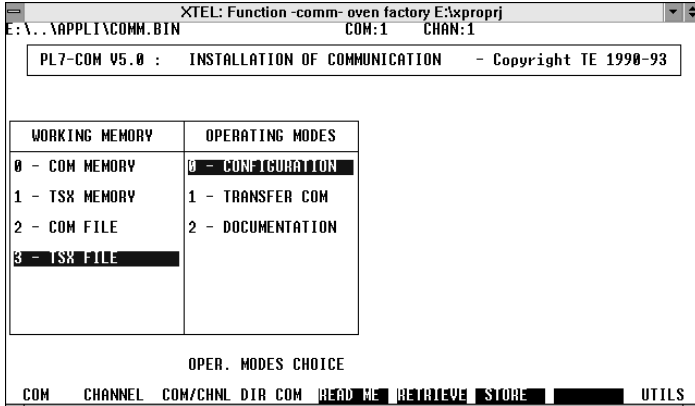 XTEL: Function -comm- oven factory E:\xproprj
E:\..\APPLI\COMM.BIN COM:1 CHAN:1
PL7-COM V5.0 : INSTALLATION OF COMMUNICATION - Copyright TE 1990-93
WORKING MEMORY OPERATING MODES
0 - COM MEMORY 0 - CONFIGURATION
1 - TSX MEMORY 1 - TRANSFER COM
2 - COM FILE 2 - DOCUMENTATION
3 - TSX FILE
OPER. MODES CHOICE
COM CHANNEL COM/CHNL DIR COM READ ME RETRIEVE STORE UTILS